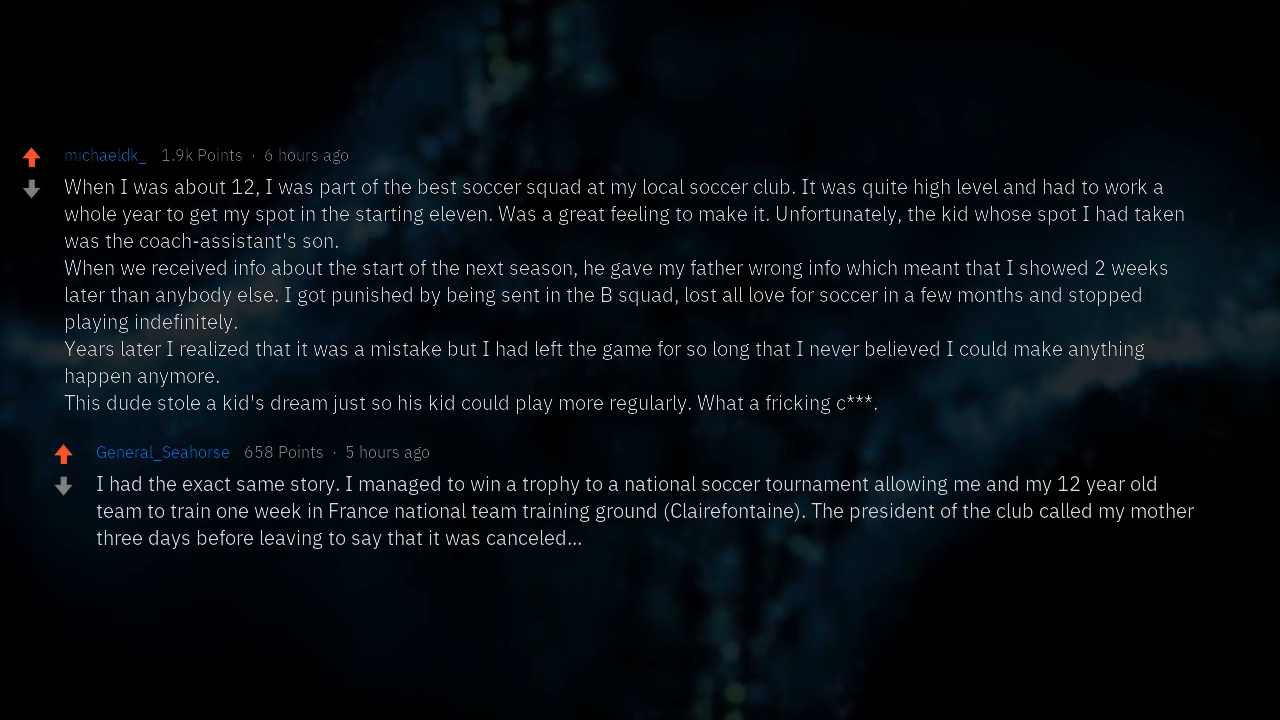 michaeldk_ 1.9k Points · 6 hours ago
When I was about 12, I was part of the best soccer squad at my local soccer club. It was quite high level and had to work a
whole year to get my spot in the starting eleven. Was a great feeling to make it. Unfortunately, the kid whose spot I had taken
was the coach-assistant's son.
When we received info about the start of the next season, he gave my father wrong info which meant that I showed 2 weeks
later than anybody else. I got punished by being sent in the B squad, lost all love for soccer in a few months and stopped
playing indefinitely.
Years later I realized that it was a mistake but I had left the game for so long that I never believed I could make anything
happen anymore.
This dude stole a kid's dream just so his kid could play more regularly. What a fricking c***.
General_Seahorse 658 Points · 5 hours ago
I had the exact same story. I managed to win a trophy to a national soccer tournament allowing me and my 12 year old
team to train one week in France national team training ground (Clairefontaine). The president of the club called my mother
three days before leaving to say that it was canceled...